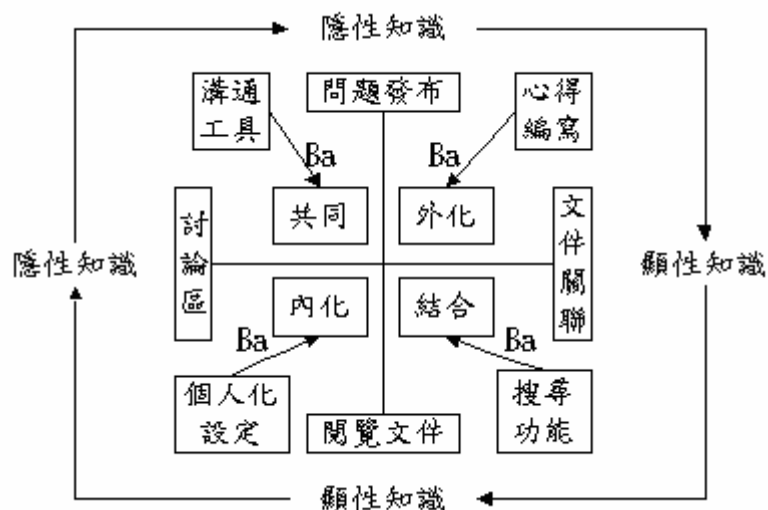 隱性知識
溝通
工具
問題發布
心得
編寫
Ba
Ba
共同
外化
討
論
區
文
件
關
聯
隱性知識
顯性知識
內化
結合
Ba
Ba
個人化
設定
閱覽文件
搜尋
功能
顯性知識